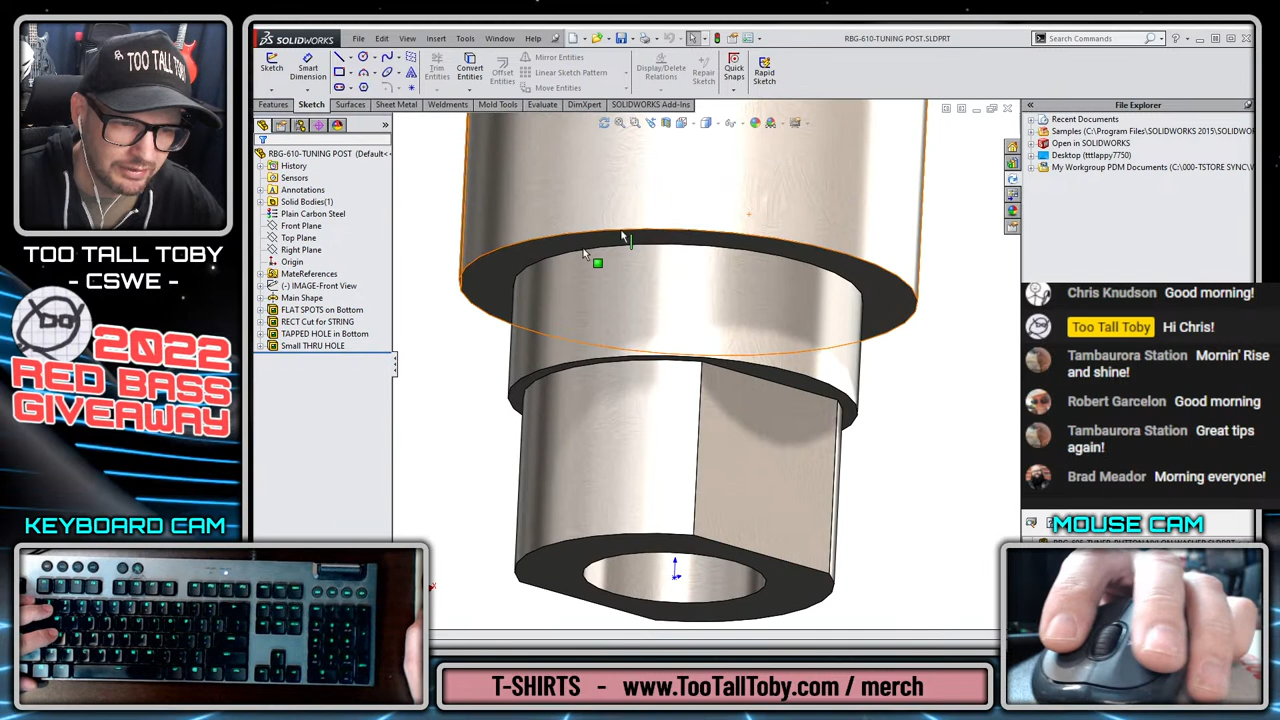 SOLIDWORKS
File
Edit
View
Insert
Tools
Window
Help
RBG-610-TUNING POST.SLDPRT
Search Commands
Sketch
Smart Dimension
Trim Entities
Convert Entities
Offset Entities
Mirror Entities
Linear Sketch Pattern
Move Entities
Display/Delete Relations
Repair Sketch
Quick Snaps
Rapid Sketch
Features
Sketch
Surfaces
Sheet Metal
Weldments
Mold Tools
Evaluate
DimXpert
SOLIDWORKS Add-Ins
RBG-610-TUNING POST (Default<
History
Sensors
Annotations
Solid Bodies(1)
Plain Carbon Steel
Front Plane
Top Plane
Right Plane
Origin
MateReferences
(-) IMAGE-Front View
Main Shape
FLAT SPOTS on Bottom
RECT Cut for STRING
TAPPED HOLE in Bottom
Small THRU HOLE
File Explorer
Recent Documents
Samples (C:\Program Files\SOLIDWORKS 2015\SOLIDWO
Open in SOLIDWORKS
Desktop (tttlappy7750)
My Workgroup PDM Documents (C:\000-TSTORE SYNC\
Chris Knudson Good morning!
Too Tall Toby Hi Chris!
Tambaurora Station Mornin' Rise
and shine!
Robert Garcelon Good morning
Tambaurora Station Great tips
again!
Brad Meador Morning everyone!
TOO TALL TOBY
TOO TALL TOBY
- CSWE -
2022
RED BASS
GIVEAWAY
KEYBOARD CAM
MOUSE CAM
T-SHIRTS - www.TooTallToby.com / merch